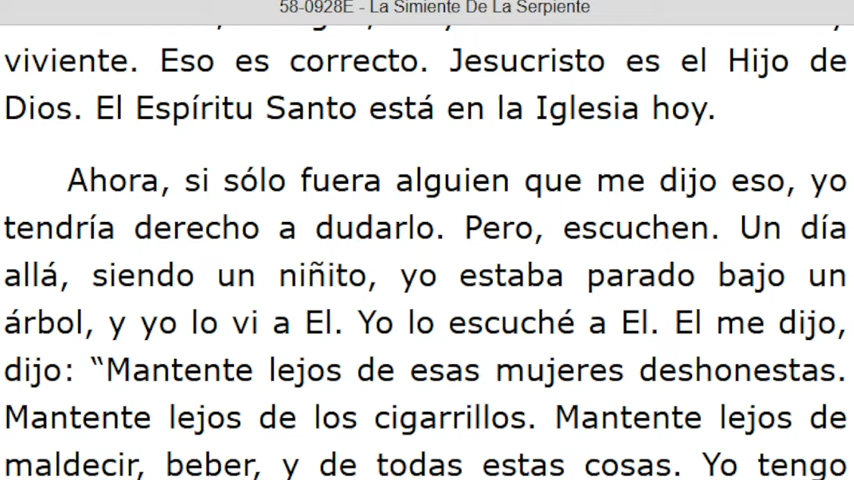 58-0928E - La Simiente De La Serpiente
viviente. Eso es correcto. Jesucristo es el Hijo de
Dios. El Espíritu Santo está en la Iglesia hoy.
Ahora, si sólo fuera alguien que me dijo eso, yo
tendría derecho a dudarlo. Pero, escuchen. Un día
allá, siendo un niñito, yo estaba parado bajo un
árbol, y yo lo vi a El. Yo lo escuché a El. El me dijo,
dijo: “Mantente lejos de esas mujeres deshonestas.
Mantente lejos de los cigarrillos. Mantente lejos de
maldecir, beber, y de todas estas cosas. Yo tengo